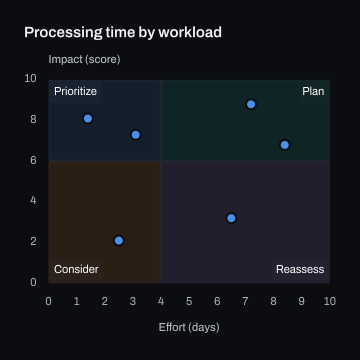 Processing time by workload
Impact (score)
10
Prioritize
Plan
8
6
4
2
Consider
Reassess
0
0 1 2 3 4 5 6 7 8 9 10
Effort (days)